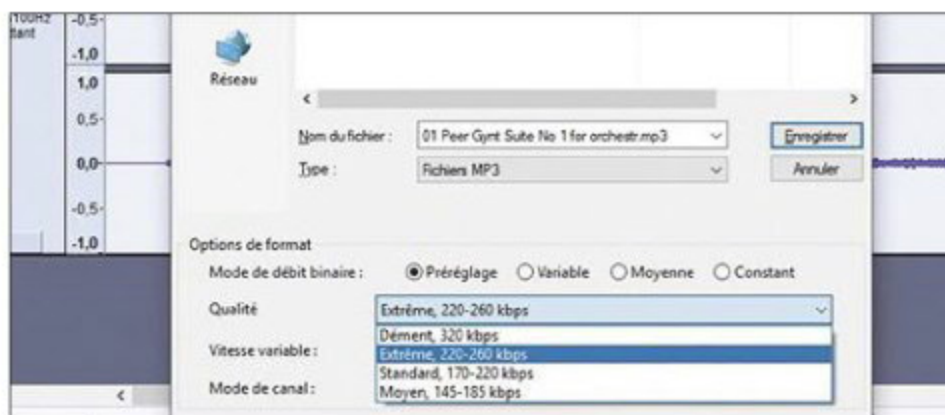 100Hz
tant
-0,5-
-1,0
1,0
0,5-
0,0-
-0,5-
-1,0
Réseau
Nom du fichier :
01 Peer Gynt Suite No 1 for orchestr.mp3
Enregistrer
Type :
Fichiers MP3
Annuler
Options de format
Mode de débit binaire :
Préréglage
Variable
Moyenne
Constant
Qualité
Extrême, 220-260 kbps
Dément, 320 kbps
Vitesse variable :
Extrême, 220-260 kbps
Standard, 170-220 kbps
Mode de canal :
Moyen, 145-185 kbps